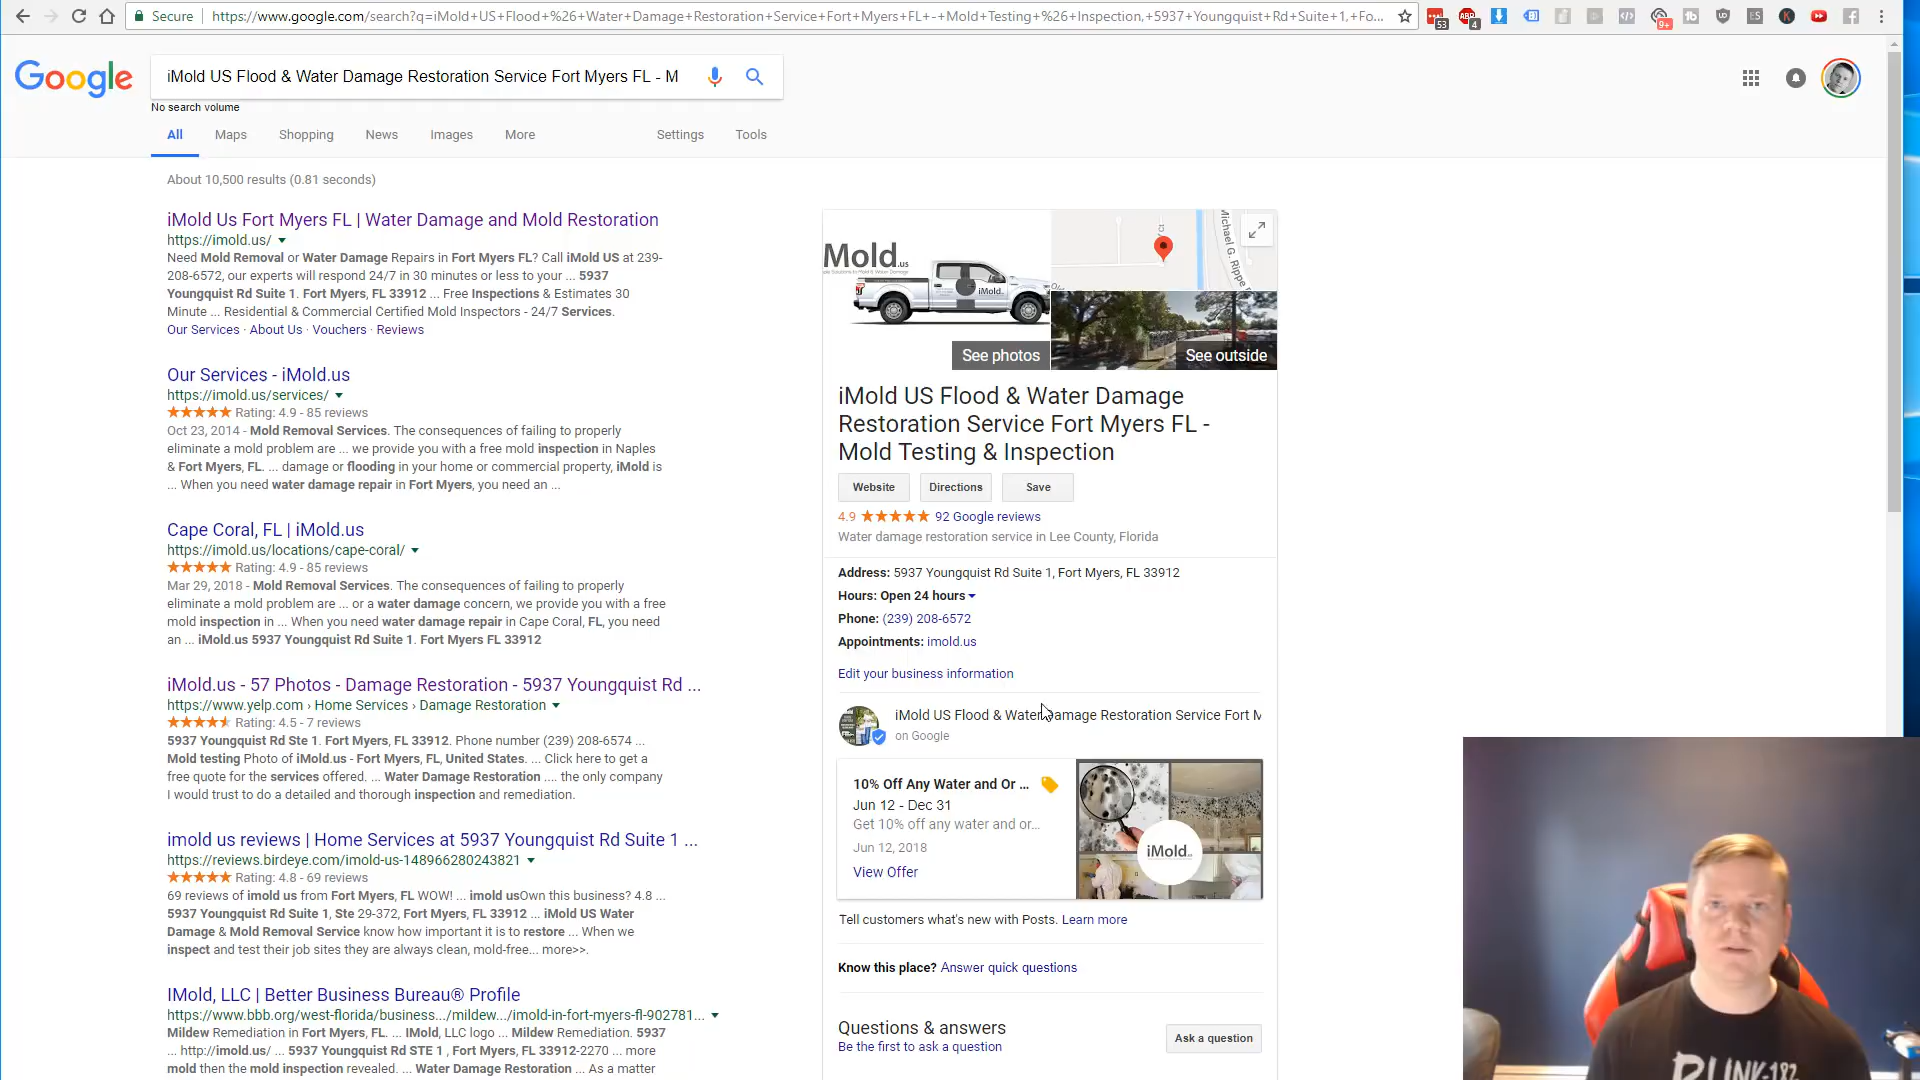 Secure
https://www.google.com/search?q=iMold+US+Flood+%26+Water+Damage+Restoration+Service+Fort+Myers+FL+-+Mold+Testing+%26+Inspection,+5937+Youngquist+Rd+Suite+1,+Fo...
53
4
9+
Google
iMold US Flood & Water Damage Restoration Service Fort Myers FL - M
No search volume
All
Maps
Shopping
News
Images
More
Settings
Tools
About 10,500 results (0.81 seconds)
iMold Us Fort Myers FL | Water Damage and Mold Restoration
https://imold.us/
Need Mold Removal or Water Damage Repairs in Fort Myers FL? Call iMold US at 239-
208-6572, our experts will respond 24/7 in 30 minutes or less to your ... 5937
Youngquist Rd Suite 1. Fort Myers, FL 33912 ... Free Inspections & Estimates 30
Minute ... Residential & Commercial Certified Mold Inspectors - 24/7 Services.
Our Services · About Us · Vouchers · Reviews
Our Services - iMold.us
https://imold.us/services/
Rating: 4.9 - 85 reviews
Oct 23, 2014 - Mold Removal Services. The consequences of failing to properly
eliminate a mold problem are ... we provide you with a free mold inspection in Naples
& Fort Myers, FL. ... damage or flooding in your home or commercial property, iMold is
... When you need water damage repair in Fort Myers, you need an ...
Cape Coral, FL | iMold.us
https://imold.us/locations/cape-coral/
Rating: 4.9 - 85 reviews
Mar 29, 2018 - Mold Removal Services. The consequences of failing to properly
eliminate a mold problem are ... or a water damage concern, we provide you with a free
mold inspection in ... When you need water damage repair in Cape Coral, FL, you need
an ... iMold.us 5937 Youngquist Rd Suite 1. Fort Myers FL 33912
iMold.us - 57 Photos - Damage Restoration - 5937 Youngquist Rd ...
https://www.yelp.com › Home Services › Damage Restoration
Rating: 4.5 - 7 reviews
5937 Youngquist Rd Ste 1. Fort Myers, FL 33912. Phone number (239) 208-6574 ...
Mold testing Photo of iMold.us - Fort Myers, FL, United States. ... Click here to get a
free quote for the services offered. ... Water Damage Restoration .... the only company
I would trust to do a detailed and thorough inspection and remediation.
imold us reviews | Home Services at 5937 Youngquist Rd Suite 1 ...
https://reviews.birdeye.com/imold-us-148966280243821
Rating: 4.8 - 69 reviews
69 reviews of imold us from Fort Myers, FL WOW! ... imold usOwn this business? 4.8 ...
5937 Youngquist Rd Suite 1, Ste 29-372, Fort Myers, FL 33912 ... iMold US Water
Damage & Mold Removal Service know how important it is to restore ... When we
inspect and test their job sites they are always clean, mold-free... more>>.
IMold, LLC | Better Business Bureau® Profile
https://www.bbb.org/west-florida/business.../mildew.../imold-in-fort-myers-fl-902781...
Mildew Remediation in Fort Myers, FL. ... IMold, LLC logo ... Mildew Remediation. 5937
... http://imold.us/ ... 5937 Youngquist Rd STE 1 , Fort Myers, FL 33912-2270 ... more
mold then the mold inspection revealed. ... Water Damage Restoration ... As a matter
Mold.us
iMold.
Michael G. Rippe
See photos
See outside
iMold US Flood & Water Damage
Restoration Service Fort Myers FL -
Mold Testing & Inspection
Website
Directions
Save
4.9
92 Google reviews
Water damage restoration service in Lee County, Florida
Address: 5937 Youngquist Rd Suite 1, Fort Myers, FL 33912
Hours: Open 24 hours
Phone: (239) 208-6572
Appointments: imold.us
Edit your business information
iMold US Flood & Water Damage Restoration Service Fort M
on Google
10% Off Any Water and Or ...
Jun 12 - Dec 31
Get 10% off any water and or...
Jun 12, 2018
View Offer
iMold
Tell customers what's new with Posts. Learn more
Know this place? Answer quick questions
Questions & answers
Be the first to ask a question
Ask a question
BLINK-182